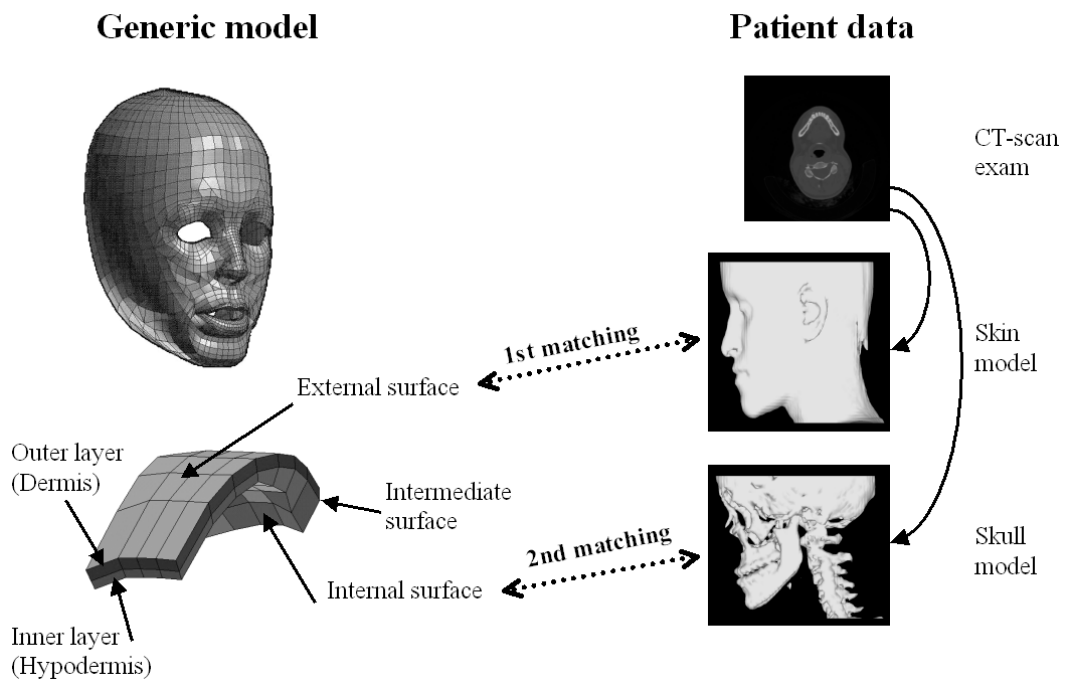 Generic model
Patient data
CT-scan
exam
1st matching
Skin
model
External surface
Outer layer
(Dermis)
Intermediate
surface
2nd matching
Skull
model
Internal surface
Inner layer
(Hypodermis)